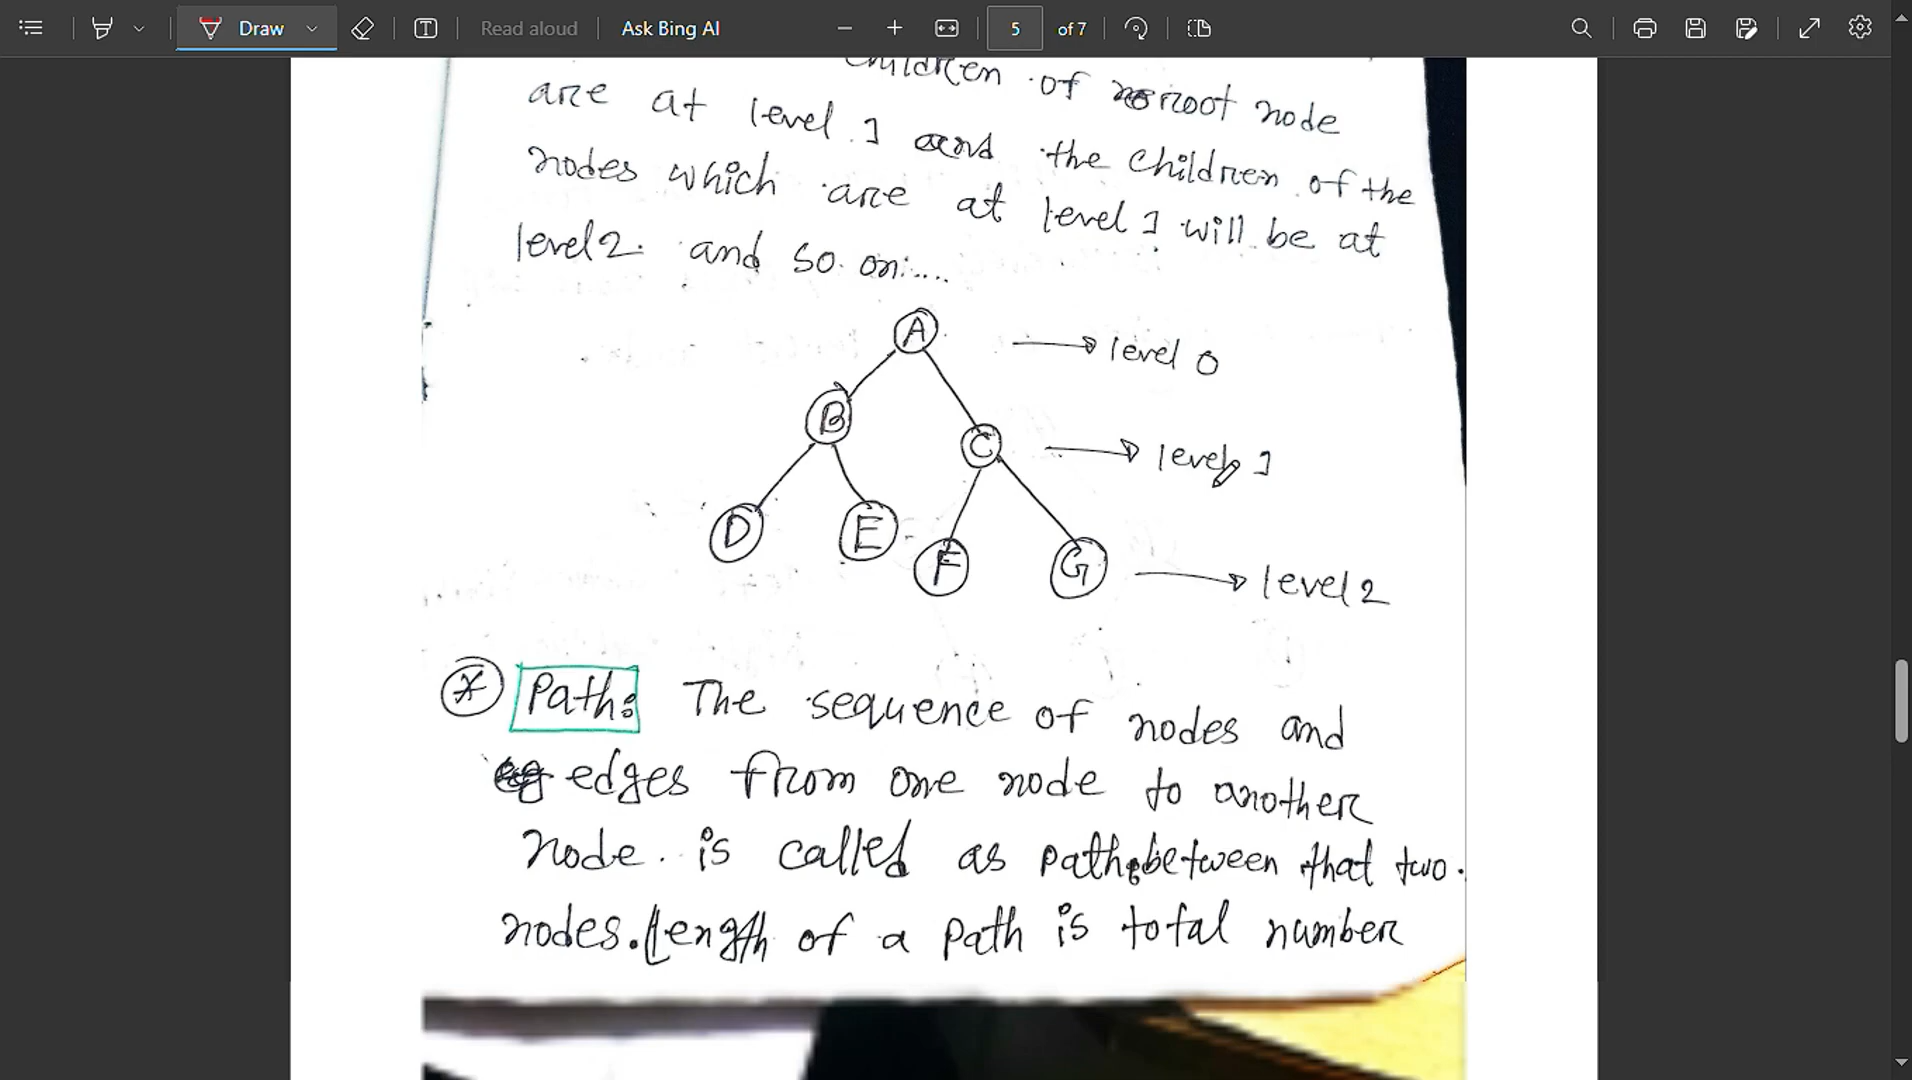 Draw
Read aloud
Ask Bing AI
5
of 7
children of root node
are at level 1 and the children of the
nodes which are at level 1 will be at
level 2. and so on....
A
level 0
B
C
level 1
D
E
F
G
level 2
* Path: The sequence of nodes and
edges from one node to another
node. is called as path between that two.
nodes. Length of a path is total number